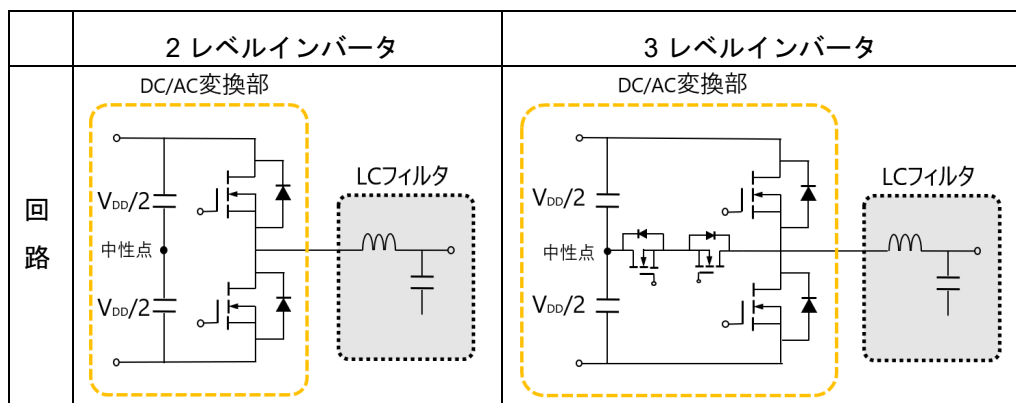 2 レベルインバータ
3 レベルインバータ
回路
DC/AC変換部
LCフィルタ
VDD/2
中性点
VDD/2
DC/AC変換部
LCフィルタ
VDD/2
中性点
VDD/2